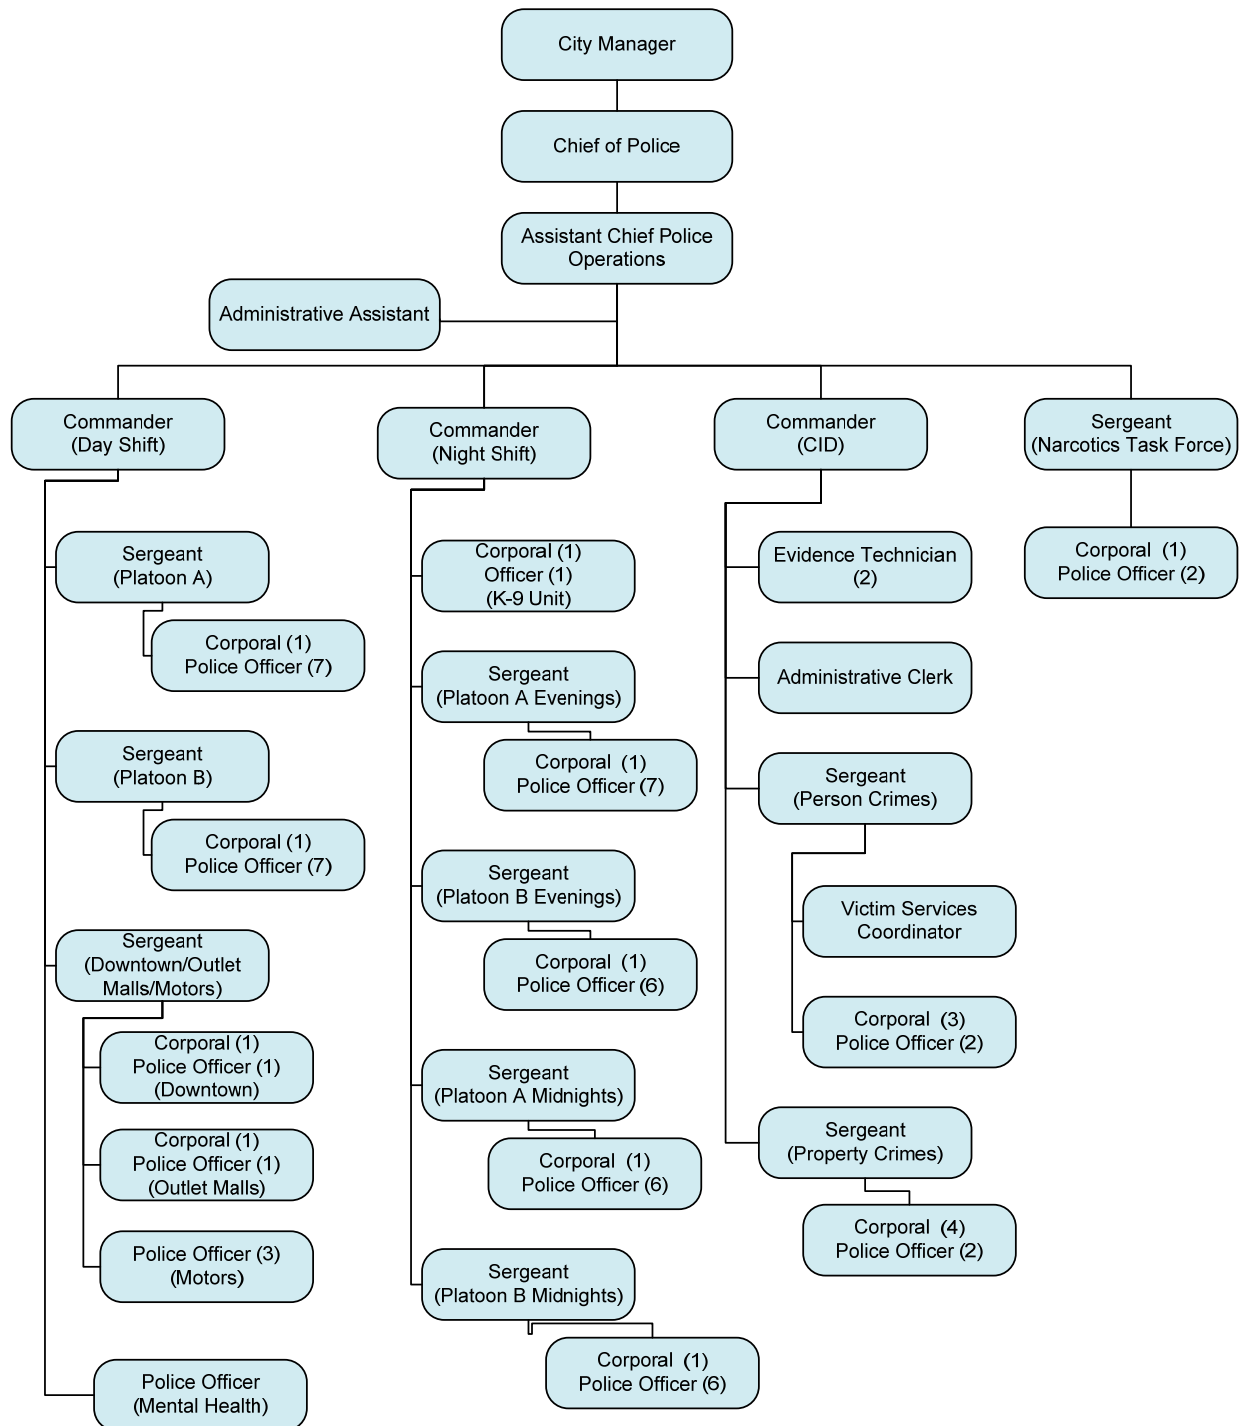 City Manager
Chief of Police
Assistant Chief Police
Operations
Administrative Assistant
Commander
(Day Shift)
Sergeant
(Platoon A)
Corporal (1)
Police Officer (7)
Sergeant
(Platoon B)
Corporal (1)
Police Officer (7)
Sergeant
(Downtown/Outlet
Malls/Motors)
Corporal (1)
Police Officer (1)
(Downtown)
Corporal (1)
Police Officer (1)
(Outlet Malls)
Police Officer (3)
(Motors)
Police Officer
(Mental Health)
Commander
(Night Shift)
Corporal (1)
Officer (1)
(K-9 Unit)
Sergeant
(Platoon A Evenings)
Corporal (1)
Police Officer (7)
Sergeant
(Platoon B Evenings)
Corporal (1)
Police Officer (6)
Sergeant
(Platoon A Midnights)
Corporal (1)
Police Officer (6)
Sergeant
(Platoon B Midnights)
Corporal (1)
Police Officer (6)
Commander
(CID)
Evidence Technician
(2)
Administrative Clerk
Sergeant
(Person Crimes)
Victim Services
Coordinator
Corporal (3)
Police Officer (2)
Sergeant
(Property Crimes)
Corporal (4)
Police Officer (2)
Sergeant
(Narcotics Task Force)
Corporal (1)
Police Officer (2)